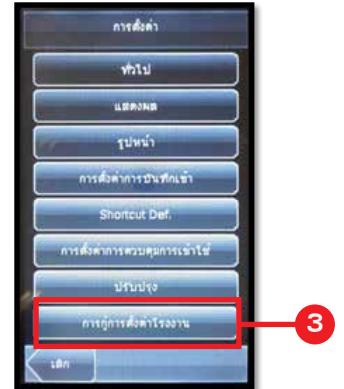 การตั้งค่า
ทั่วไป
แสดงผล
รูปหน้า
การตั้งค่าการบันทึกเข้า
Shortcut Def.
การตั้งค่าการควบคุมการเข้าใช้
ปรับปรุง
การกู้การตั้งค่าโรงงาน
3
เลิก